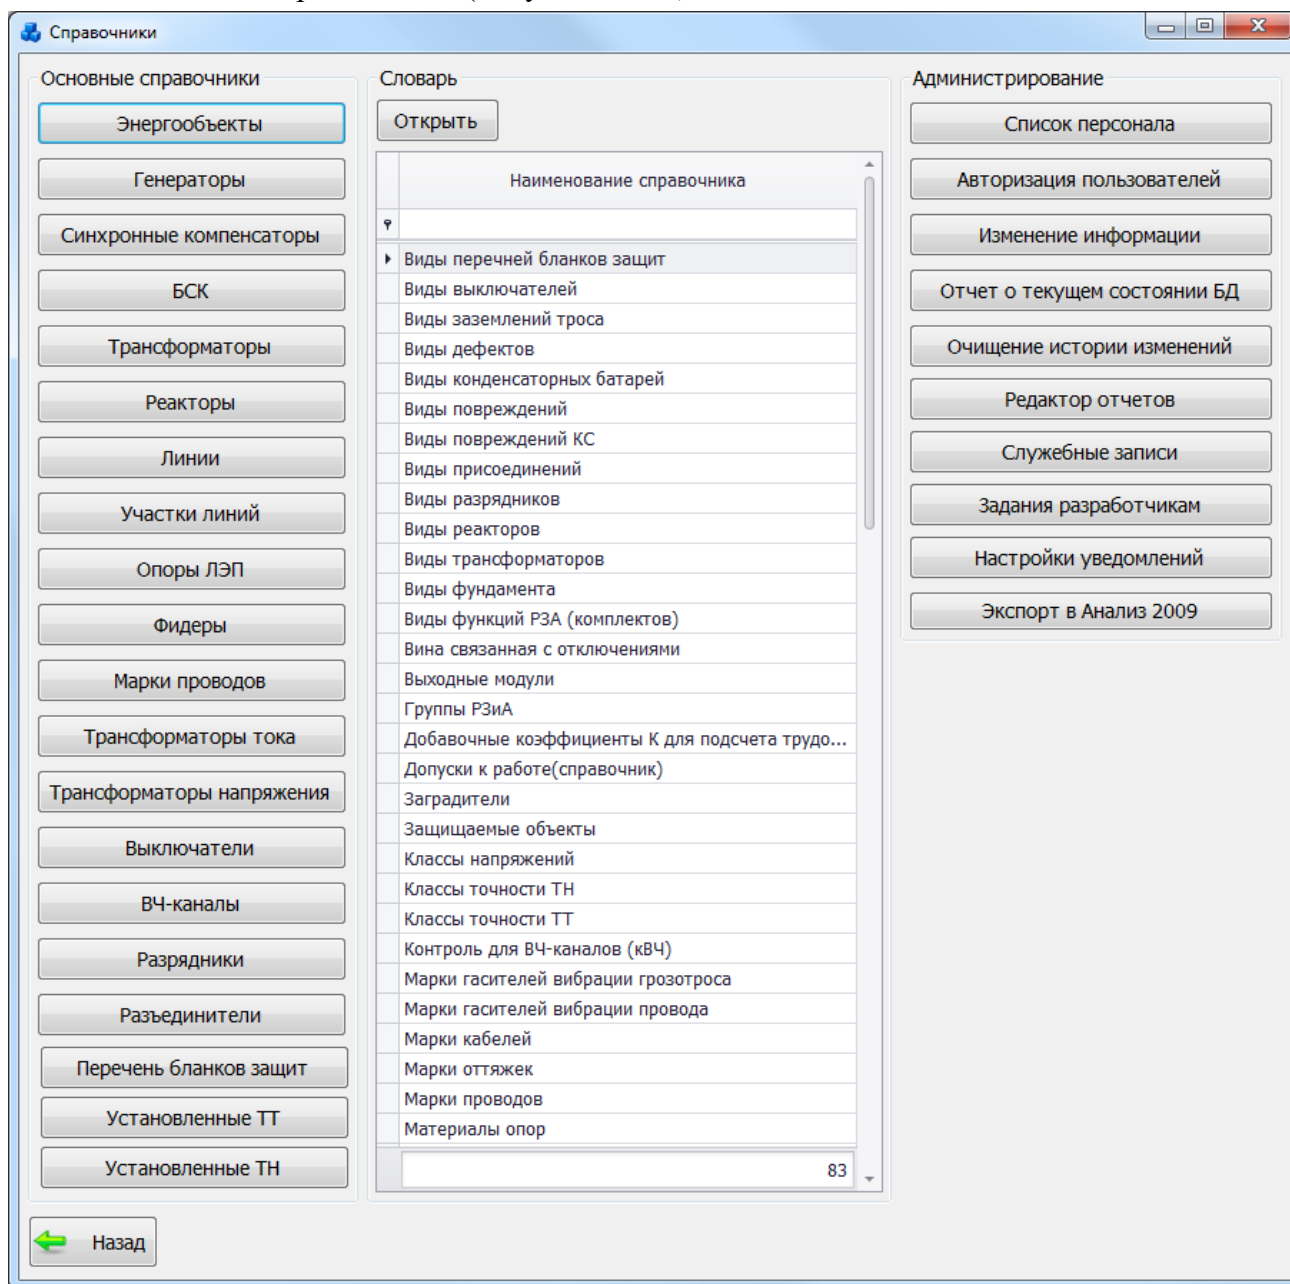 Справочники
Основные справочники
Энергообъекты
Генераторы
Синхронные компенсаторы
БСК
Трансформаторы
Реакторы
Линии
Участки линий
Опоры ЛЭП
Фидеры
Марки проводов
Трансформаторы тока
Трансформаторы напряжения
Выключатели
ВЧ-каналы
Разрядники
Разъединители
Перечень бланков защит
Установленные ТТ
Установленные ТН
Словарь
Открыть
Наименование справочника
Виды перечней бланков защит
Виды выключателей
Виды заземлений троса
Виды дефектов
Виды конденсаторных батарей
Виды повреждений
Виды повреждений КС
Виды присоединений
Виды разрядников
Виды реакторов
Виды трансформаторов
Виды фундамента
Виды функций РЗА (комплектов)
Вина связанная с отключениями
Выходные модули
Группы РЗиА
Добавочные коэффициенты К для подсчета трудо...
Допуски к работе(справочник)
Заградители
Защищаемые объекты
Классы напряжений
Классы точности ТН
Классы точности ТТ
Контроль для ВЧ-каналов (кВЧ)
Марки гасителей вибрации грозотроса
Марки гасителей вибрации провода
Марки кабелей
Марки оттяжек
Марки проводов
Материалы опор
83
Администрирование
Список персонала
Авторизация пользователей
Изменение информации
Отчет о текущем состоянии БД
Очищение истории изменений
Редактор отчетов
Служебные записи
Задания разработчикам
Настройки уведомлений
Экспорт в Анализ 2009
Назад